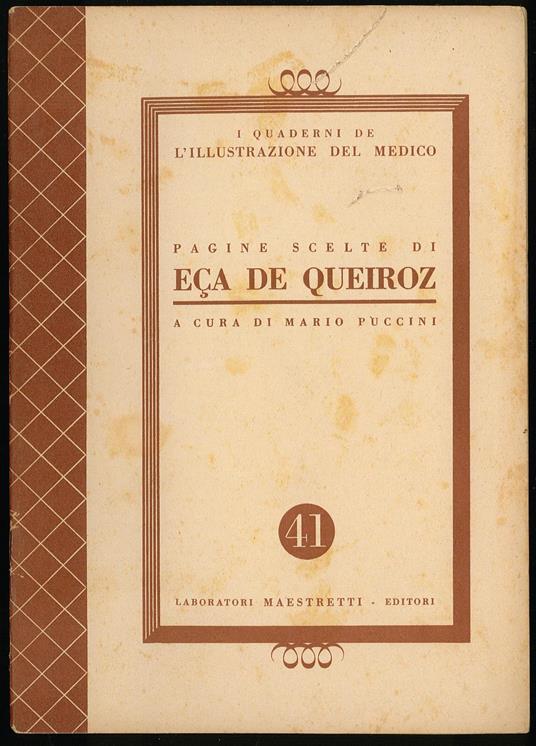 I QUADERNI DE
L'ILLUSTRAZIONE DEL MEDICO
PAGINE SCELTE DI
EÇA DE QUEIROZ
A CURA DI MARIO PUCCINI
41
LABORATORI MAESTRETTI - EDITORI